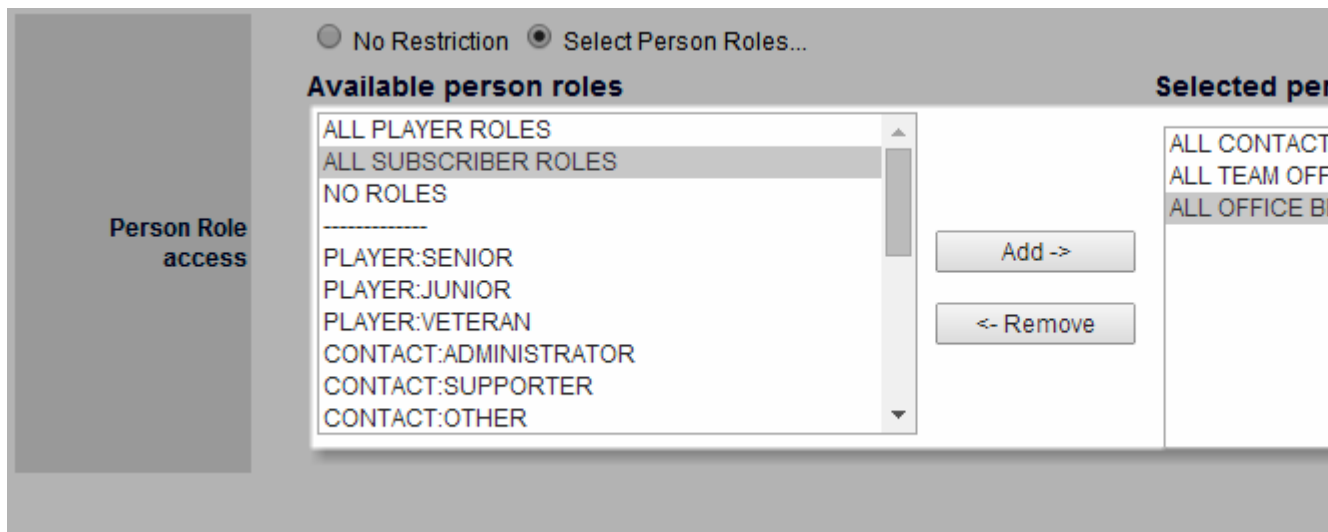 No Restriction Select Person Roles...
Available person roles
Selected per
ALL PLAYER ROLES
ALL SUBSCRIBER ROLES
NO ROLES
-------------
PLAYER:SENIOR
PLAYER:JUNIOR
PLAYER:VETERAN
CONTACT:ADMINISTRATOR
CONTACT:SUPPORTER
CONTACT:OTHER
Person Role
access
Add ->
<- Remove
ALL CONTACT
ALL TEAM OFF
ALL OFFICE B